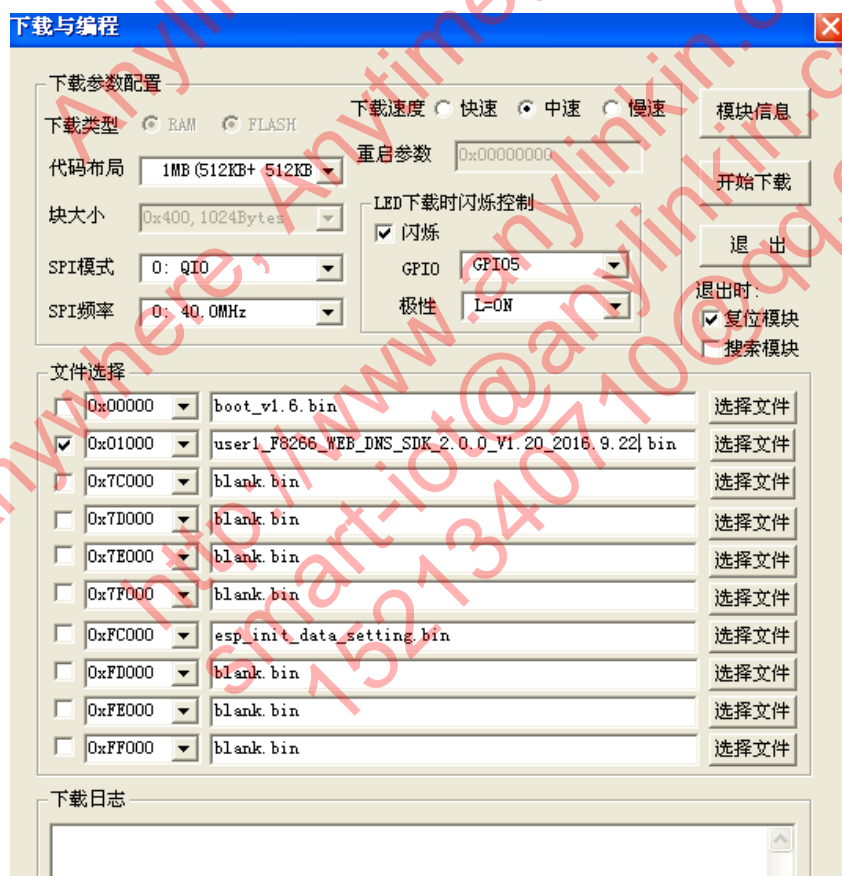 下载与编程
下载参数配置
下载类型 RAM FLASH
下载速度 快速 中速 慢速
模块信息
代码布局 1MB(512KB+ 512KB
重启参数 0x00000000
开始下载
块大小 0x400,1024Bytes
LED下载时闪烁控制
闪烁
退 出
SPI模式 0: QIO
GPIO GPIO5
退出时:
SPI频率 0: 40.0MHz
极性 L=ON
复位模块
搜索模块
文件选择
0x00000 boot_v1.6.bin 选择文件
0x01000 user1_F8266_WEB_DNS_SDK_2.0.0_V1.20_2016.9.22.bin 选择文件
0x7C000 blank.bin 选择文件
0x7D000 blank.bin 选择文件
0x7E000 blank.bin 选择文件
0x7F000 blank.bin 选择文件
0xFC000 esp_init_data_setting.bin 选择文件
0xFD000 blank.bin 选择文件
0xFE000 blank.bin 选择文件
0xFF000 blank.bin 选择文件
下载日志
http://www.anylinkin.c
smart-iot@anylinkin.c
1521340710@qq.c